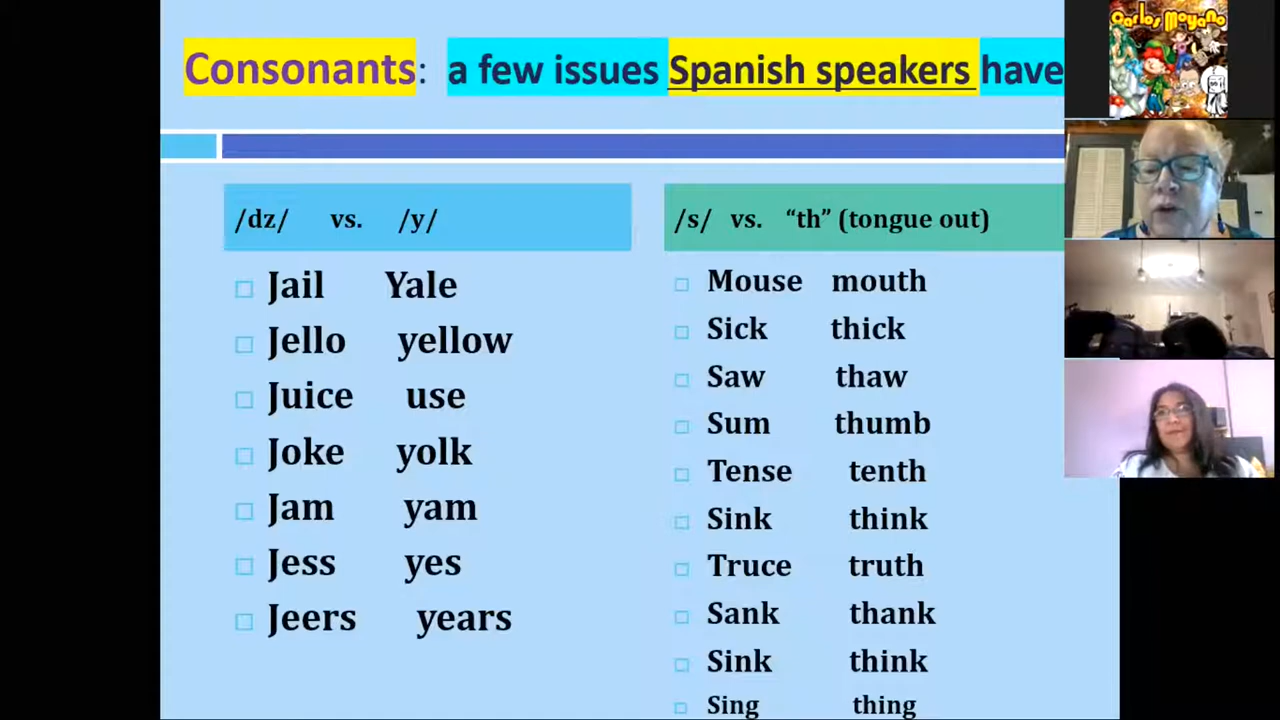 Consonants: a few issues Spanish speakers have
/dz/ vs. /y/
Jail Yale
Jello yellow
Juice use
Joke yolk
Jam yam
Jess yes
Jeers years
/s/ vs. “th” (tongue out)
Mouse mouth
Sick thick
Saw thaw
Sum thumb
Tense tenth
Sink think
Truce truth
Sank thank
Sink think
Sing thing
Carlos Moyano